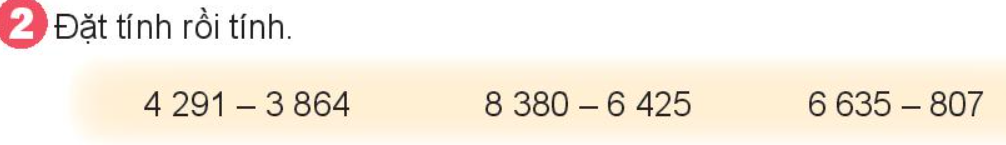 2 Đặt tính rồi tính.
4 291 – 3 864 8 380 – 6 425 6 635 – 807